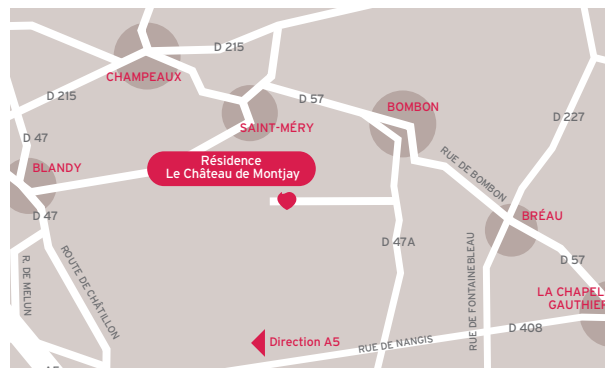 D 215
CHAMPEAUX
D 215
D 57
BOMBON
D 227
SAINT-MÉRY
D 47
Résidence
Le Château de Montjay
BLANDY
RUE DE BOMBON
D 47
BRÉAU
D 47A
D 57
R. DE MELUN
ROUTE DE CHÂTILLON
RUE DE FONTAINEBLEAU
LA CHAPEL
GAUTHIER
D 408
Direction A5
RUE DE NANGIS